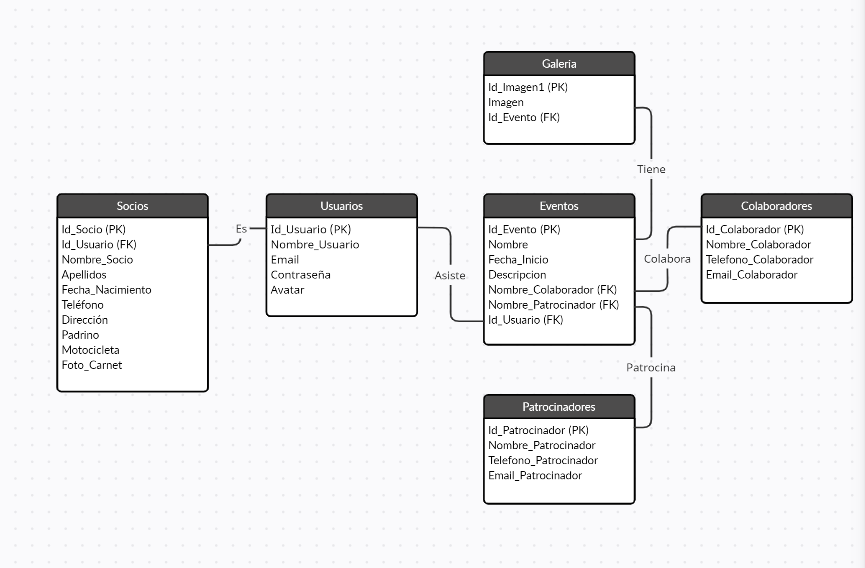 Galeria
Id_Imagen1 (PK)
Imagen
Id_Evento (FK)
Tiene
Socios
Id_Socio (PK)
Id_Usuario (FK)
Nombre_Socio
Apellidos
Fecha_Nacimiento
Teléfono
Dirección
Padrino
Motocicleta
Foto_Carnet
Es
Usuarios
Id_Usuario (PK)
Nombre_Usuario
Email
Contraseña
Avatar
Asiste
Eventos
Id_Evento (PK)
Nombre
Fecha_Inicio
Descripcion
Nombre_Colaborador (FK)
Nombre_Patrocinador (FK)
Id_Usuario (FK)
Colabora
Colaboradores
Id_Colaborador (PK)
Nombre_Colaborador
Telefono_Colaborador
Email_Colaborador
Patrocina
Patrocinadores
Id_Patrocinador (PK)
Nombre_Patrocinador
Telefono_Patrocinador
Email_Patrocinador